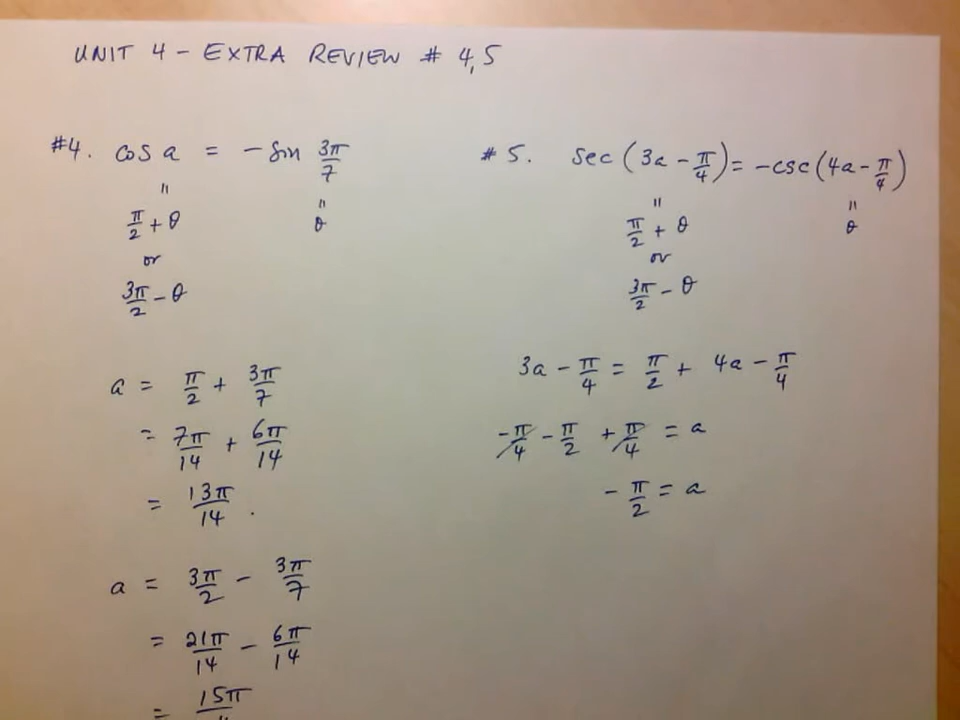 UNIT 4 - EXTRA REVIEW # 4,5
#4. cos a = - sin 3π/7
" "
π/2 + θ θ
or
3π/2 - θ
a = π/2 + 3π/7
= 7π/14 + 6π/14
= 13π/14 .
a = 3π/2 - 3π/7
= 21π/14 - 6π/14
= 15π
# 5. sec (3a - π/4) = -csc (4a - π/4)
" "
π/2 + θ θ
or
3π/2 - θ
3a - π/4 = π/2 + 4a - π/4
-π/4 - π/2 + π/4 = a
- π/2 = a